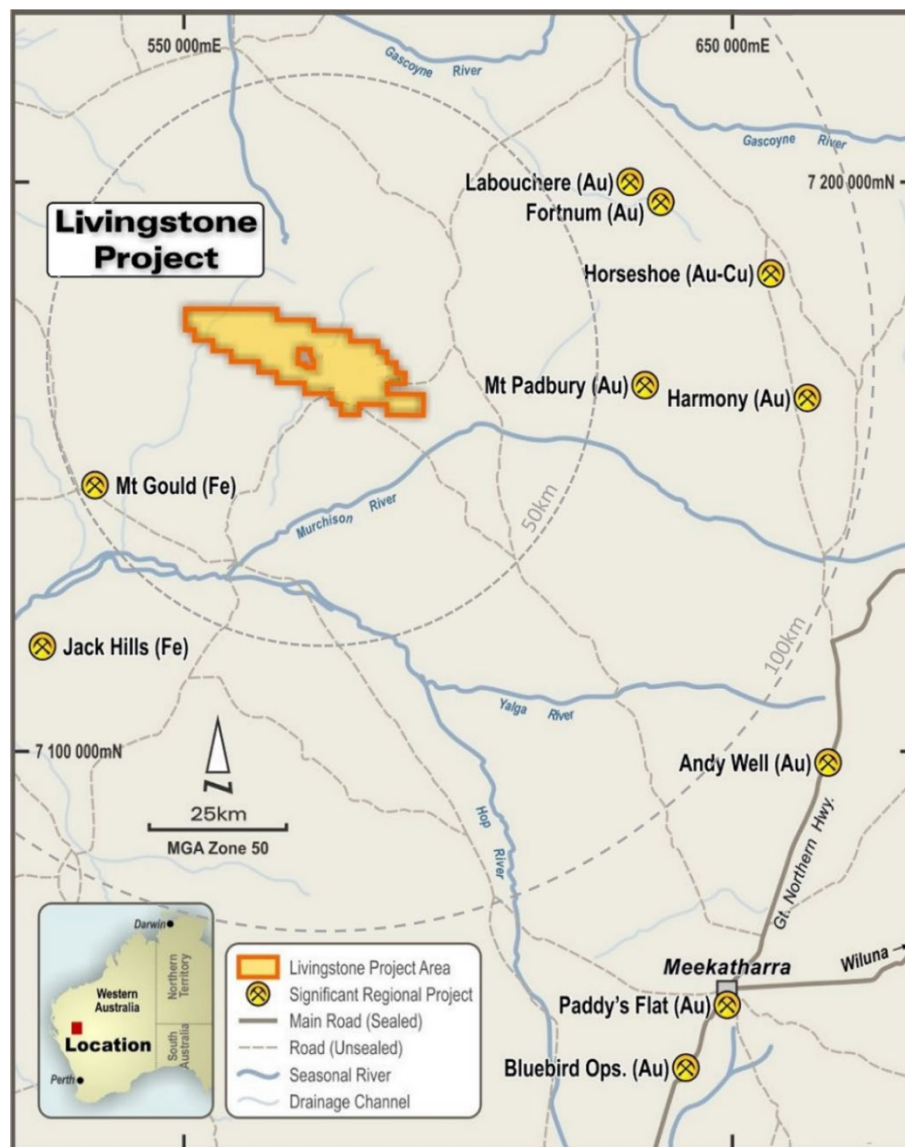 550 000mE
650 000mE
Gascoyne River
Gascoyne River
7 200 000mN
Labouchere (Au)
Fortnum (Au)
Livingstone
Project
Horseshoe (Au-Cu)
Mt Padbury (Au)
Harmony (Au)
Mt Gould (Fe)
Murchison River
50km
Jack Hills (Fe)
100km
Yalga River
7 100 000mN
Andy Well (Au)
N
25km
MGA Zone 50
Hop River
Gt. Northern Hwy.
Meekatharra
Wiluna
Paddy's Flat (Au)
Bluebird Ops. (Au)
Darwin
Western
Australia
Northern
Territory
South
Australia
Location
Perth
Livingstone Project Area
Significant Regional Project
Main Road (Sealed)
Road (Unsealed)
Seasonal River
Drainage Channel